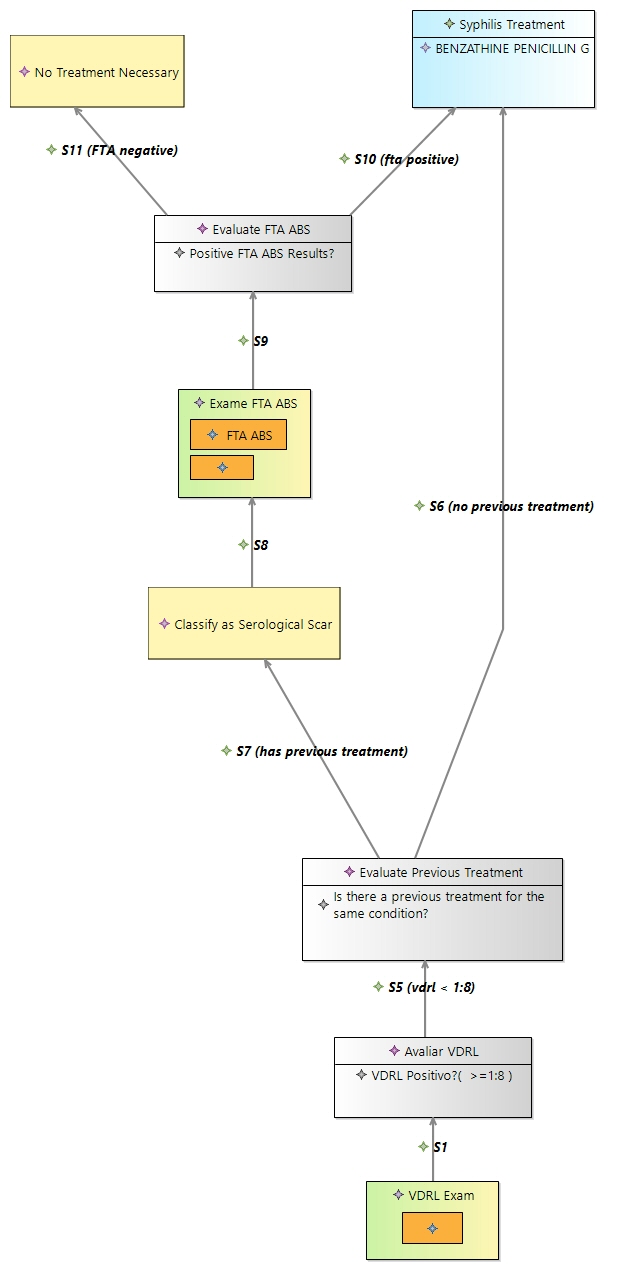 Syphilis Treatment
BENZATHINE PENICILLIN G
No Treatment Necessary
S11 (FTA negative)
S10 (fta positive)
Evaluate FTA ABS
Positive FTA ABS Results?
S9
Exame FTA ABS
FTA ABS
S6 (no previous treatment)
S8
Classify as Serological Scar
S7 (has previous treatment)
Evaluate Previous Treatment
Is there a previous treatment for the
same condition?
S5 (vdrl < 1:8)
Avaliar VDRL
VDRL Positivo?(  >=1:8 )
S1
VDRL Exam